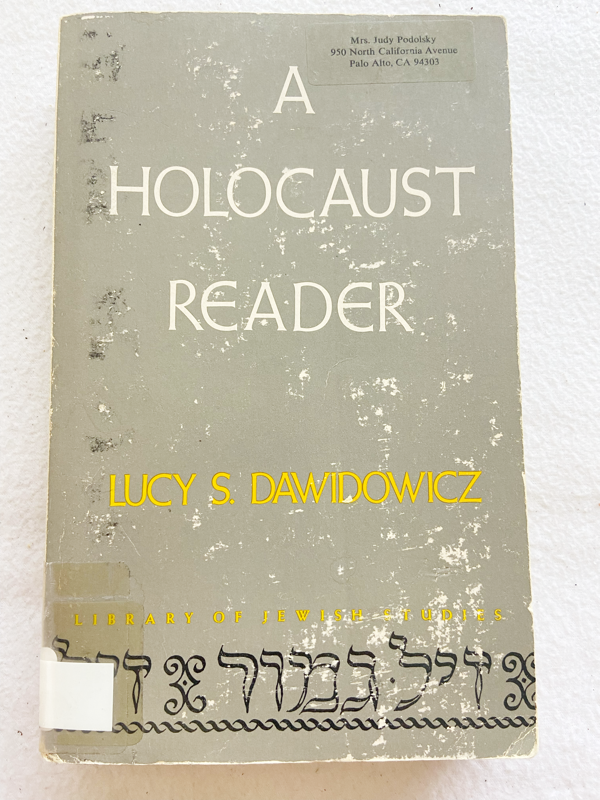 Mrs. Judy Podolsky
950 North California Avenue
Palo Alto, CA 94303
A
HOLOCAUST
READER
LUCY S. DAWIDOWICZ
LIBRARY OF JEWISH STUDIES
זיל·גמור